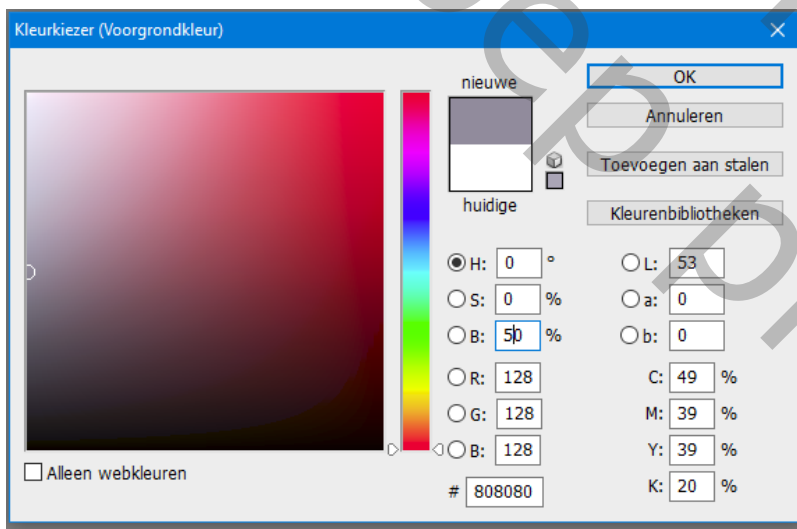 Kleurkiezer (Voorgrondkleur)
nieuwe
huidige
OK
Annuleren
Toevoegen aan stalen
Kleurenbibliotheken
H: 0 °
S: 0 %
B: 50 %
R: 128
G: 128
B: 128
# 808080
L: 53
a: 0
b: 0
C: 49 %
M: 39 %
Y: 39 %
K: 20 %
Alleen webkleuren